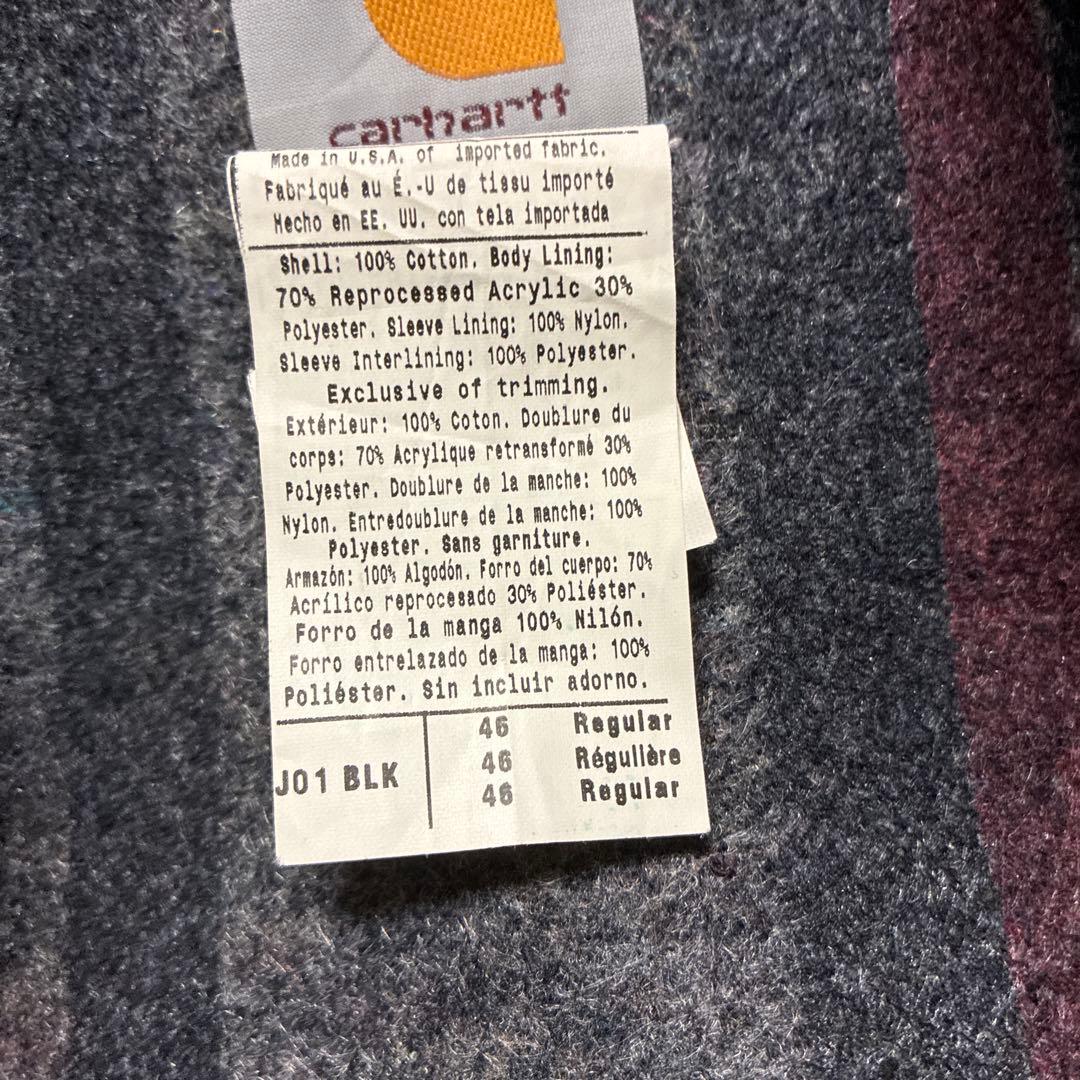 carhartt
Made in U.S.A. of imported fabric.
Fabriqué au É.-U de tissu importé
Hecho en EE. UU. con tela importada
Shell: 100% Cotton. Body Lining:
70% Reprocessed Acrylic 30%
Polyester. Sleeve Lining: 100% Nylon.
Sleeve Interlining: 100% Polyester.
Exclusive of trimming.
Extérieur: 100% Coton. Doublure du
corps: 70% Acrylique retransformé 30%
Polyester. Doublure de la manche: 100%
Nylon. Entredoublure de la manche: 100%
Polyester. Sans garniture.
Armazón: 100% Algodón. Forro del cuerpo: 70%
Acrílico reprocesado 30% Poliéster.
Forro de la manga 100% Nilón.
Forro entrelazado de la manga: 100%
Poliéster. Sin incluir adorno.
46 Regular
J01 BLK 46 Régulière
46 Regular